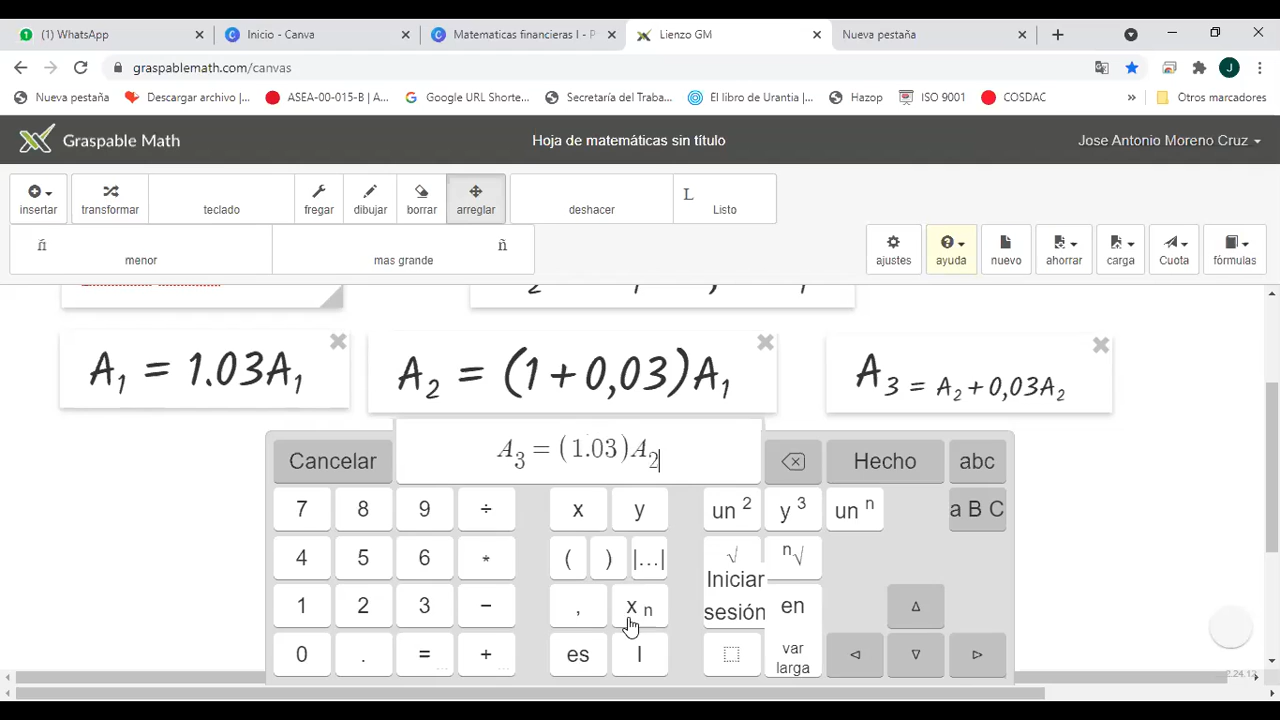 (1) WhatsApp
Inicio - Canva
Matematicas financieras I - P
Lienzo GM
Nueva pestaña
graspablemath.com/canvas
J
Nueva pestaña
Descargar archivo |...
ASEA-00-015-B | A...
Google URL Shorte...
Secretaría del Traba...
El libro de Urantia |...
Hazop
ISO 9001
COSDAC
»
Otros marcadores
Graspable Math
Hoja de matemáticas sin título
Jose Antonio Moreno Cruz
insertar
transformar
teclado
fregar
dibujar
borrar
arreglar
deshacer
L
Listo
ñ
menor
ñ
mas grande
ajustes
ayuda
nuevo
ahorrar
carga
Cuota
fórmulas
A₁ = 1.03A₁
A₂ = (1+0,03)A₁
A₃ = A₂+0,03A₂
Cancelar
A₃ = (1.03)A₂
Hecho
abc
7 8 9 ÷ x y un ² y ³ un ⁿ a B C
4 5 6 * ( ) |...| √ ⁿ√
1 2 3 − , x n Iniciar sesión en
0 . = + es I var larga
2.24.12